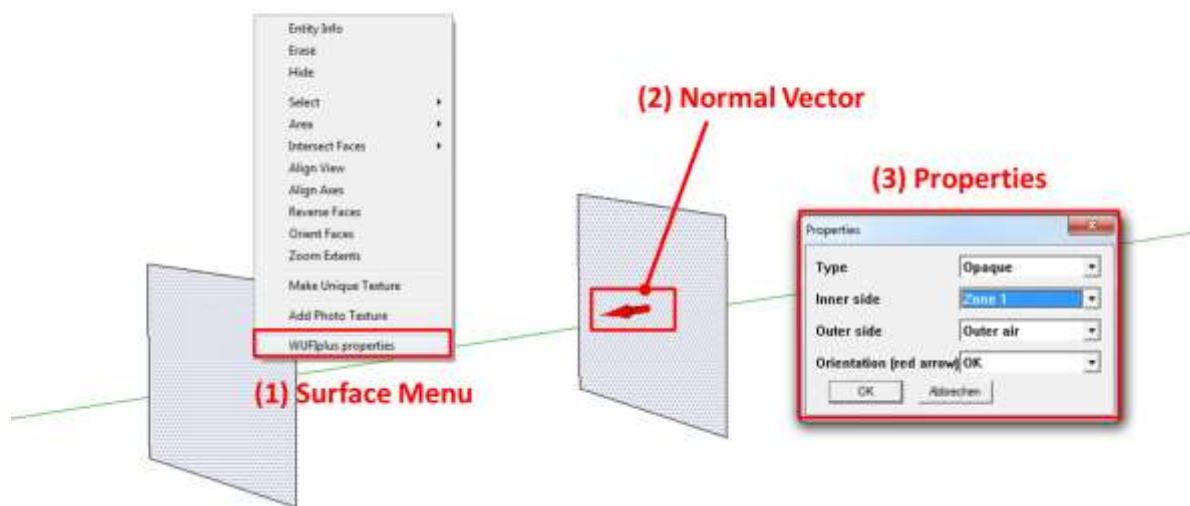 Entity Info
Erase
Hide
Select
Area
Intersect Faces
Align View
Align Axes
Reverse Faces
Orient Faces
Zoom Extents
Make Unique Texture
Add Photo Texture
WUFIplus properties
(1) Surface Menu
(2) Normal Vector
(3) Properties
Properties
Type Opaque
Inner side Zone 1
Outer side Outer air
Orientation (red arrow) OK
OK Abbrechen